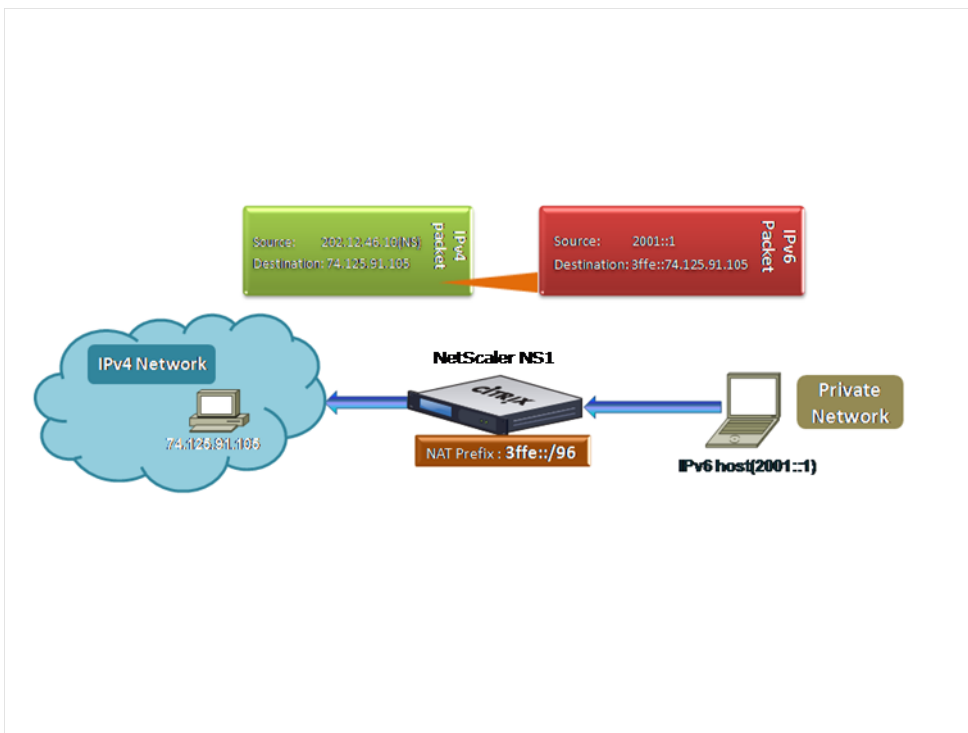 Source: 202.12.46.10(NS)
Destination: 74.125.91.105
IPv4
packet
Source: 2001::1
Destination: 3ffe::74.125.91.105
IPv6
Packet
IPv4 Network
74.125.91.105
NetScaler NS1
CITRIX
NAT Prefix : 3ffe::/96
Private
Network
IPv6 host(2001::1)